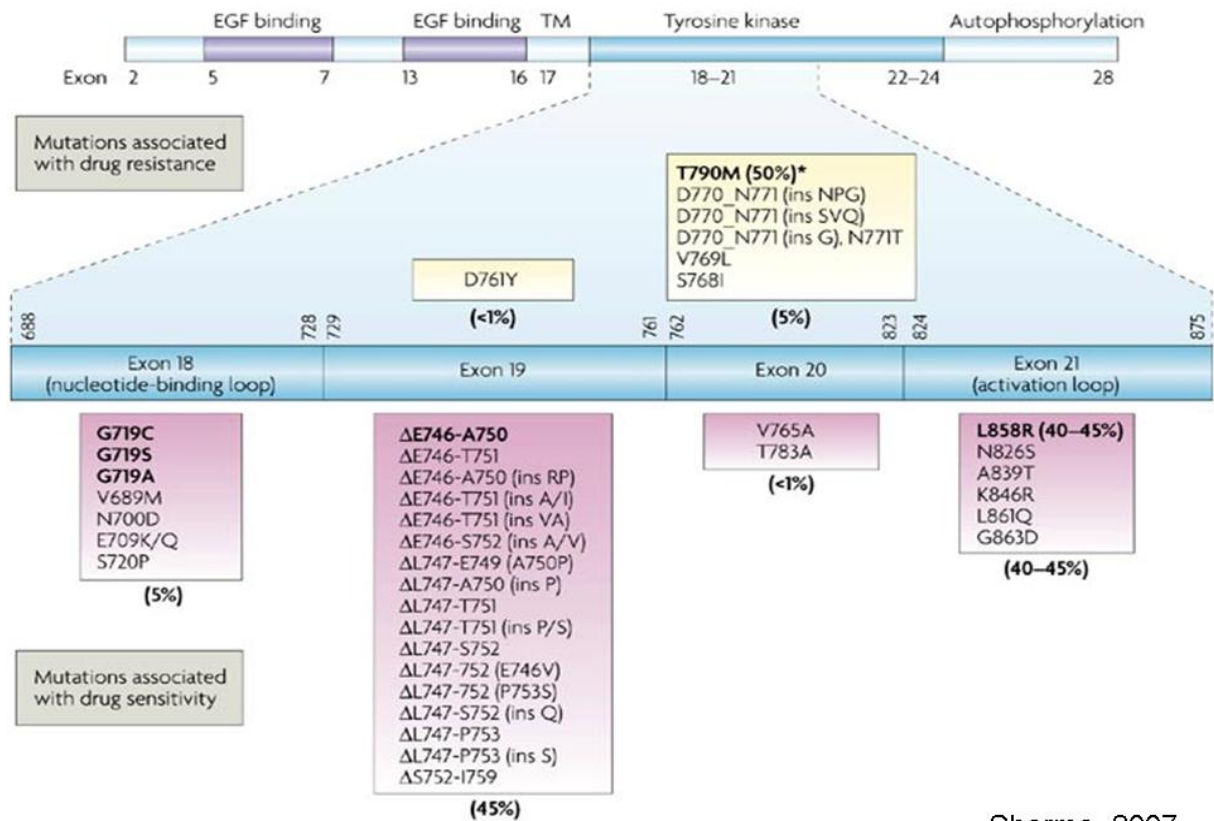 EGF binding EGF binding TM Tyrosine kinase Autophosphorylation
Exon 2 5 7 13 16 17 18–21 22–24 28
Mutations associated
with drug resistance
T790M (50%)*
D770_N771 (ins NPG)
D770_N771 (ins SVQ)
D770_N771 (ins G), N771T
V769L
S768I
(5%)
D761Y
(<1%)
688 728 729 761 762 823 824 875
Exon 18
(nucleotide-binding loop)
Exon 19
Exon 20
Exon 21
(activation loop)
G719C
G719S
G719A
V689M
N700D
E709K/Q
S720P
(5%)
ΔE746-A750
ΔE746-T751
ΔE746-A750 (ins RP)
ΔE746-T751 (ins A/I)
ΔE746-T751 (ins VA)
ΔE746-S752 (ins A/V)
ΔL747-E749 (A750P)
ΔL747-A750 (ins P)
ΔL747-T751
ΔL747-T751 (ins P/S)
ΔL747-S752
ΔL747-752 (E746V)
ΔL747-752 (P753S)
ΔL747-S752 (ins Q)
ΔL747-P753
ΔL747-P753 (ins S)
ΔS752-I759
(45%)
V765A
T783A
(<1%)
L858R (40–45%)
N826S
A839T
K846R
L861Q
G863D
(40–45%)
Mutations associated
with drug sensitivity
Sharma, 2007